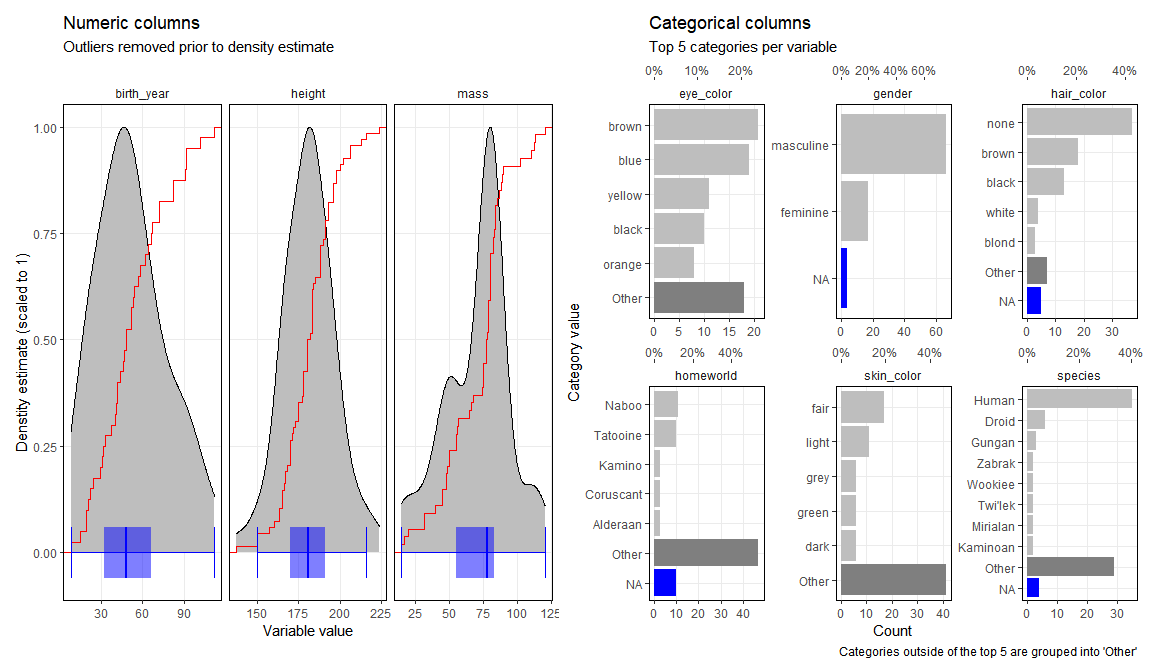 Numeric columns
Outliers removed prior to density estimate
birth_year
height
mass
Denstity estimate (scaled to 1)
1.00
0.75
0.50
0.25
0.00
30 60 90
150 175 200 225
25 50 75 100 125
Variable value
Categorical columns
Top 5 categories per variable
Category value
0% 10% 20%
eye_color
brown
blue
yellow
black
orange
Other
0 5 10 15 20
0% 20% 40% 60%
gender
masculine
feminine
NA
0 20 40 60
0% 20% 40%
hair_color
none
brown
black
white
blond
Other
NA
0 10 20 30
0% 20% 40%
homeworld
Naboo
Tatooine
Kamino
Coruscant
Alderaan
Other
NA
0 10 20 30 40
0% 20% 40%
skin_color
fair
light
grey
green
dark
Other
0 20 40
0% 20% 40%
species
Human
Droid
Gungan
Zabrak
Wookiee
Twi'lek
Mirialan
Kaminoan
Other
NA
0 10 20 30
Count
Categories outside of the top 5 are grouped into 'Other'